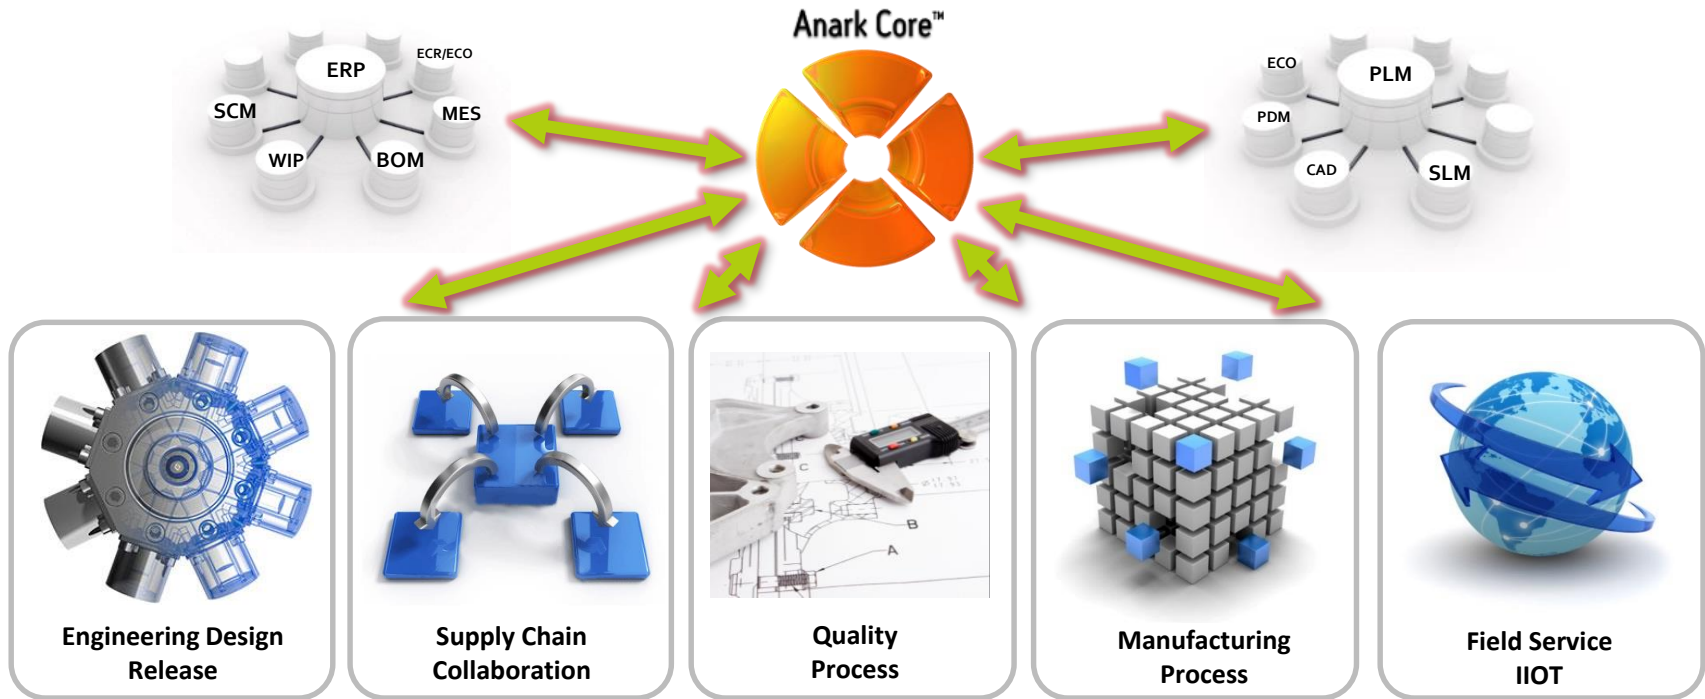 Anark Core™
ERP
ECR/ECO
SCM
MES
WIP
BOM
PLM
ECO
PDM
CAD
SLM
C
B
A
Engineering Design
Release
Supply Chain
Collaboration
Quality
Process
Manufacturing
Process
Field Service
IIOT